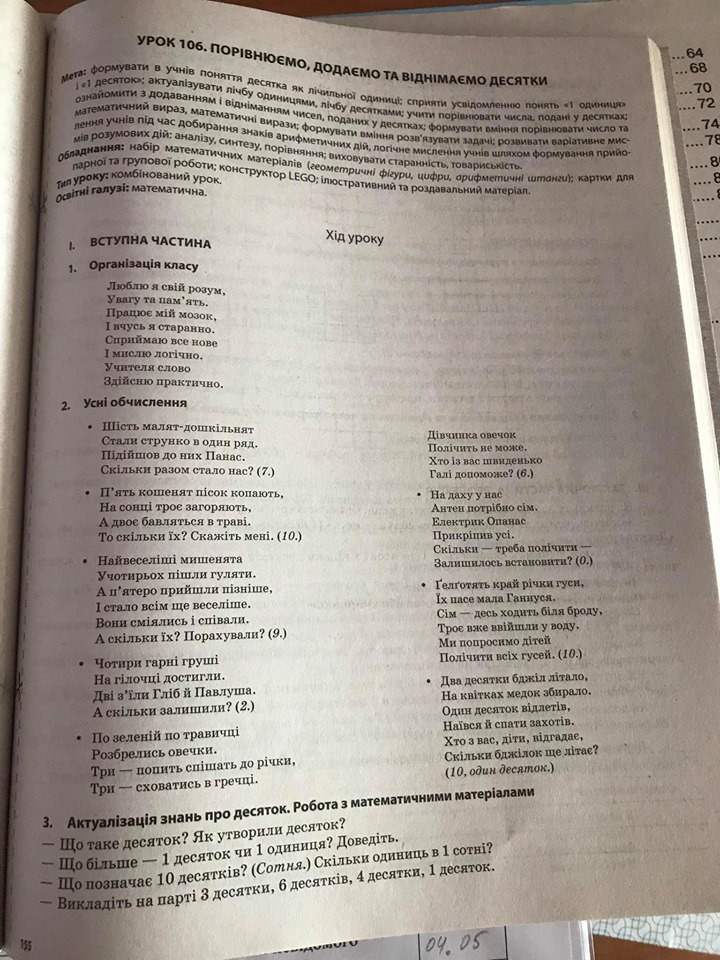 УРОК 106. ПОРІВНЮЄМО, ДОДАЄМО ТА ВІДНІМАЄМО ДЕСЯТКИ
Мета: формувати в учнів поняття десятка як лічильної одиниці; сприяти усвідомленню понять «1 одиниця»
і «1 десяток»; актуалізувати лічбу одиницями, лічбу десятками; учити порівнювати числа, подані у десятках;
ознайомити з додаванням і відніманням чисел, поданих у десятках; формувати вміння порівнювати число та
математичний вираз, математичні вирази; формувати вміння розв'язувати задачі; розвивати варіативне мис-
лення учнів під час добирання знаків арифметичних дій, логічне мислення учнів шляхом формування прийо-
мів розумових дій: аналізу, синтезу, порівняння; виховувати старанність, товариськість.
Обладнання: набір математичних матеріалів (геометричні фігури, цифри, арифметичні штанги); картки для
парної та групової роботи; конструктор LEGO; ілюстративний та роздавальний матеріал.
Тип уроку: комбінований урок.
Освітні галузі: математична.
Хід уроку
I. ВСТУПНА ЧАСТИНА
1. Організація класу
Люблю я свій розум,
Увагу та пам'ять.
Працює мій мозок,
І вчусь я старанно.
Сприймаю все нове
І мислю логічно.
Учителя слово
Здійсню практично.
2. Усні обчислення
• Шість малят-дошкільнят
Стали струнко в один ряд.
Підійшов до них Панас.
Скільки разом стало нас? (7.)
• П'ять кошенят пісок копають,
На сонці троє загоряють,
А двоє бавляться в траві.
То скільки їх? Скажіть мені. (10.)
• Найвеселіші мишенята
Учотирьох пішли гуляти.
А п'ятеро прийшли пізніше,
І стало всім ще веселіше.
Вони сміялись і співали.
А скільки їх? Порахували? (9.)
• Чотири гарні груші
На гілочці достигли.
Дві з'їли Гліб й Павлуша.
А скільки залишили? (2.)
• По зеленій по травичці
Розбрелись овечки.
Три — попить спішать до річки,
Три — сховатись в гречці.
Дівчинка овечок
Полічить не може.
Хто із вас швиденько
Галі допоможе? (6.)
• На даху у нас
Антен потрібно сім.
Електрик Опанас
Прикріпив усі.
Скільки — треба полічити —
Залишилось встановити? (0.)
• Ґелґотять край річки гуси,
Їх пасе мала Ганнуся.
Сім — десь ходить біля броду,
Троє вже ввійшли у воду.
Ми попросимо дітей
Полічити всіх гусей. (10.)
• Два десятки бджіл літало,
На квітках медок збирало.
Один десяток відлетів,
Наївся й спати захотів.
Хто з вас, діти, відгадає,
Скільки бджілок ще літає?
(10, один десяток.)
3. Актуалізація знань про десяток. Робота з математичними матеріалами
— Що таке десяток? Як утворили десяток?
— Що більше — 1 десяток чи 1 одиниця? Доведіть.
— Що позначає 10 десятків? (Сотня.) Скільки одиниць в 1 сотні?
— Викладіть на парті 3 десятки, 6 десятків, 4 десятки, 1 десяток.
155
04.05
...64
...68
...70
...72
...74